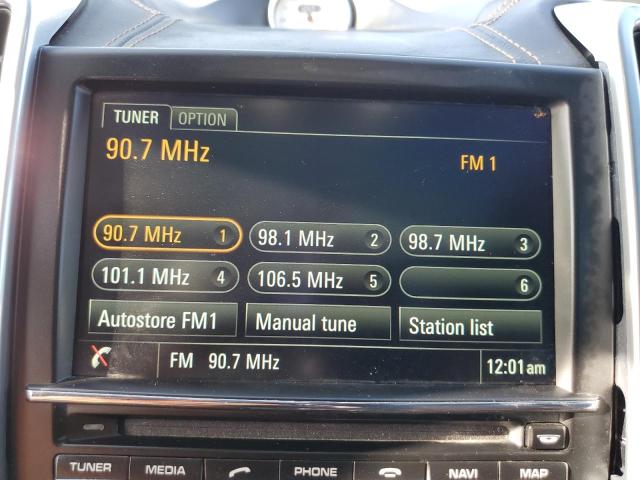 TUNER OPTION
90.7 MHz
FM 1
90.7 MHz 1 98.1 MHz 2 98.7 MHz 3
101.1 MHz 4 106.5 MHz 5 6
Autostore FM1 Manual tune Station list
FM 90.7 MHz 12:01am
TUNER MEDIA PHONE NAVI MAP